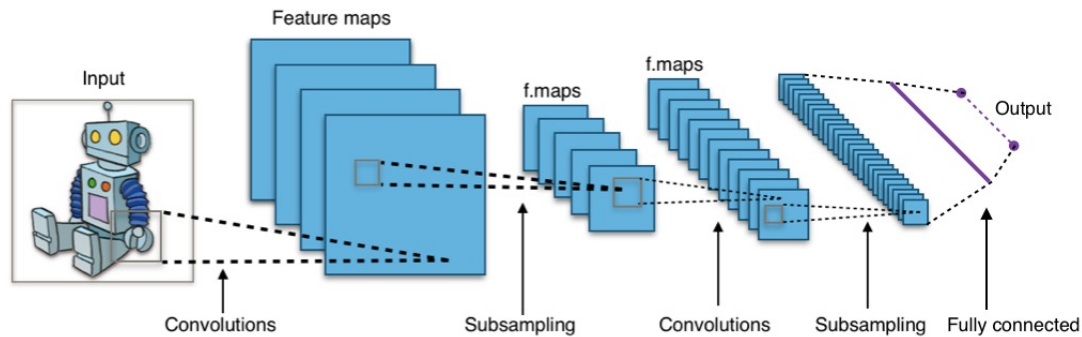 Feature maps
Input
f.maps
f.maps
Output
Convolutions
Subsampling
Convolutions
Subsampling
Fully connected